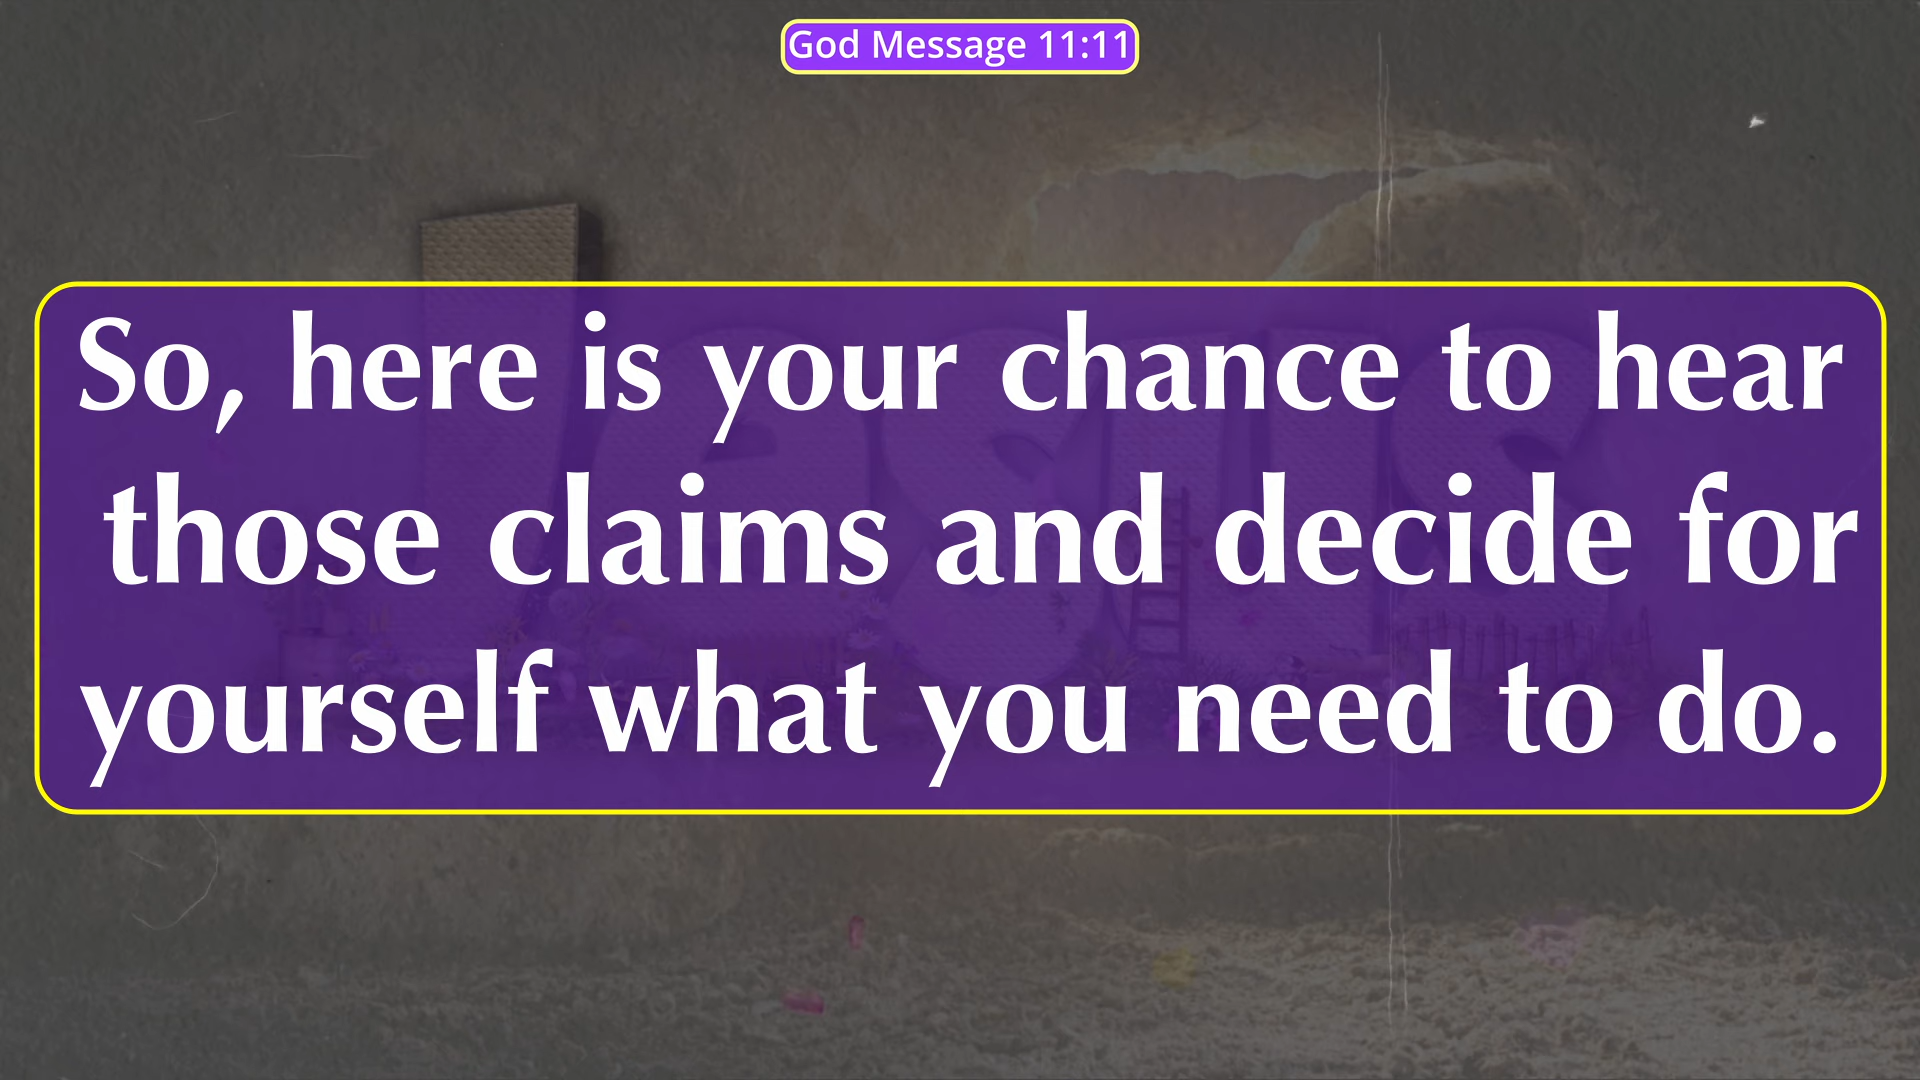 God Message 11:11
Jesus
So, here is your chance to hear
those claims and decide for
yourself what you need to do.